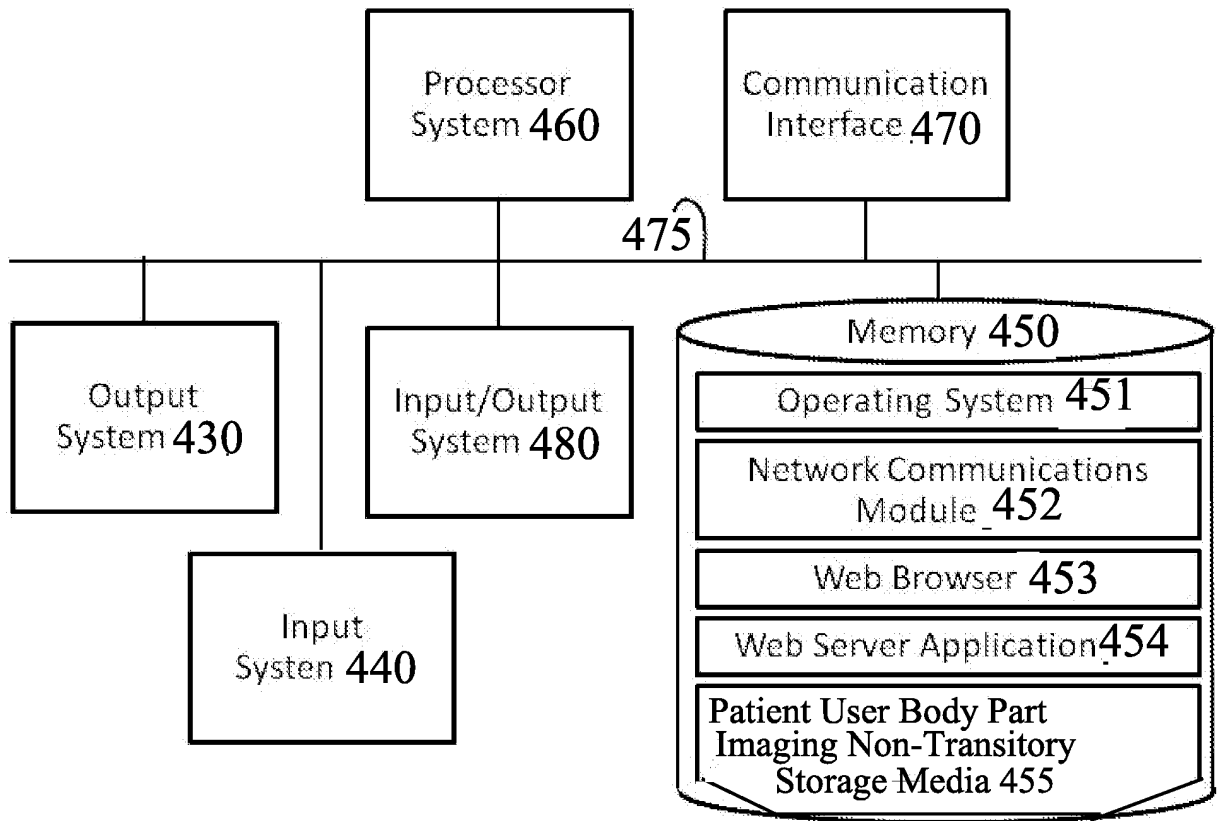 Processor
System 460
Communication
Interface 470
475
Memory 450
Output
System 430
Input/Output
System 480
Operating System 451
Network Communications
Module 452
Web Browser 453
Input
Systen 440
Web Server Application 454
Patient User Body Part
Imaging Non-Transitory
Storage Media 455